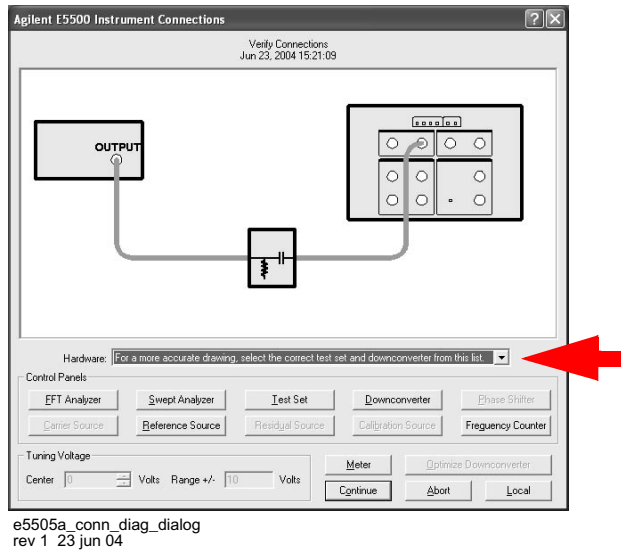 Agilent E5500 Instrument Connections
Verify Connections
Jun 23, 2004 15:21:09
OUTPUT
Hardware: For a more accurate drawing, select the correct test set and downconverter from this list.
Control Panels
FFT Analyzer Swept Analyzer Test Set Downconverter Phase Shifter
Carrier Source Reference Source Residual Source Calibration Source Frequency Counter
Tuning Voltage
Center 0 Volts Range +/- 10 Volts
Meter Optimize Downconverter
Continue Abort Local
e5505a_conn_diag_dialog
rev 1 23 jun 04